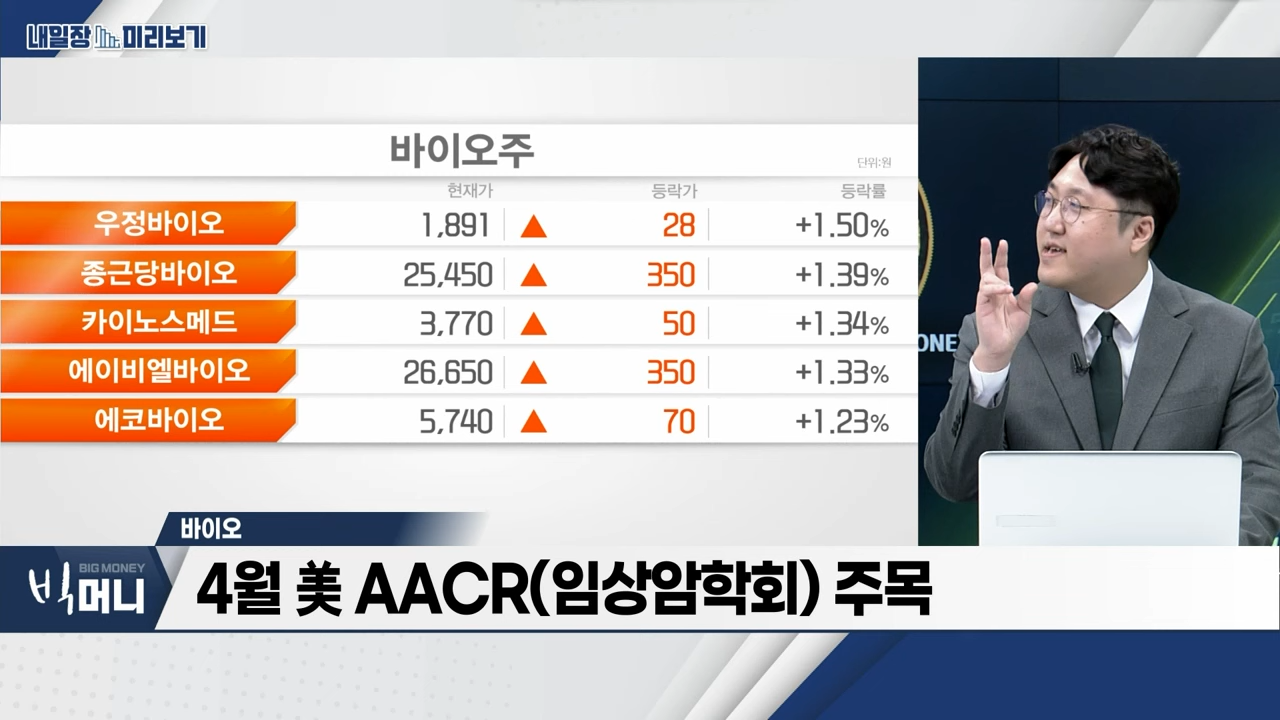 내일장 미리보기
바이오주
단위:원
현재가 등락가 등락률
우정바이오 1,891 ▲ 28 +1.50%
종근당바이오 25,450 ▲ 350 +1.39%
카이노스메드 3,770 ▲ 50 +1.34%
에이비엘바이오 26,650 ▲ 350 +1.33%
에코바이오 5,740 ▲ 70 +1.23%
ONE
바이오
BIG MONEY
빅머니
4월 美 AACR(임상암학회) 주목